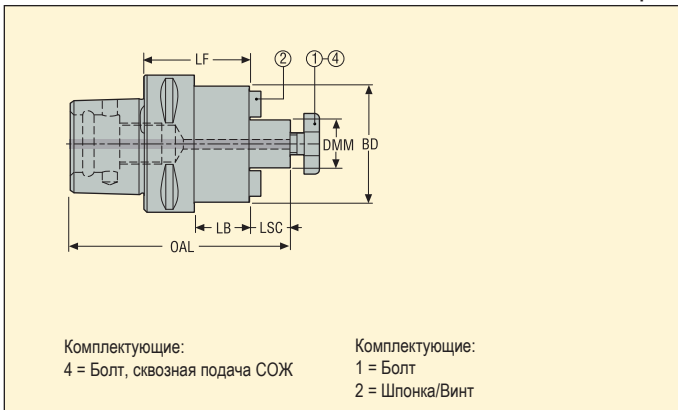 LF
2
1-4
DMM
BD
LB
LSC
OAL
Комплектующие:
4 = Болт, сквозная подача СОЖ
Комплектующие:
1 = Болт
2 = Шпонка/Винт